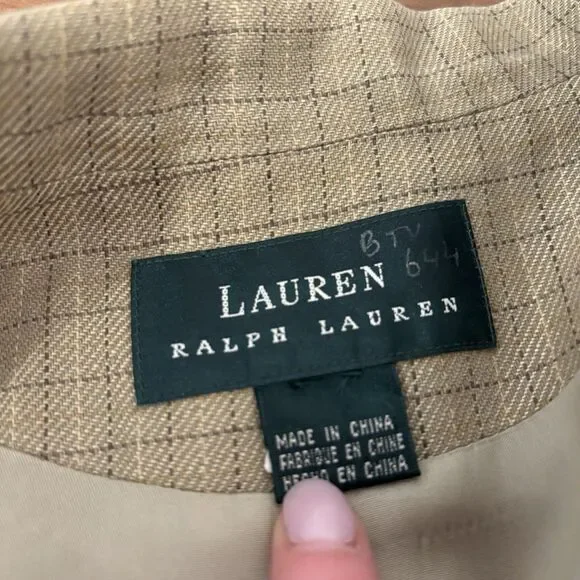 BTV
644
LAUREN
RALPH LAUREN
MADE IN CHINA
FABRIQUE EN CHINE
HECHO EN CHINA